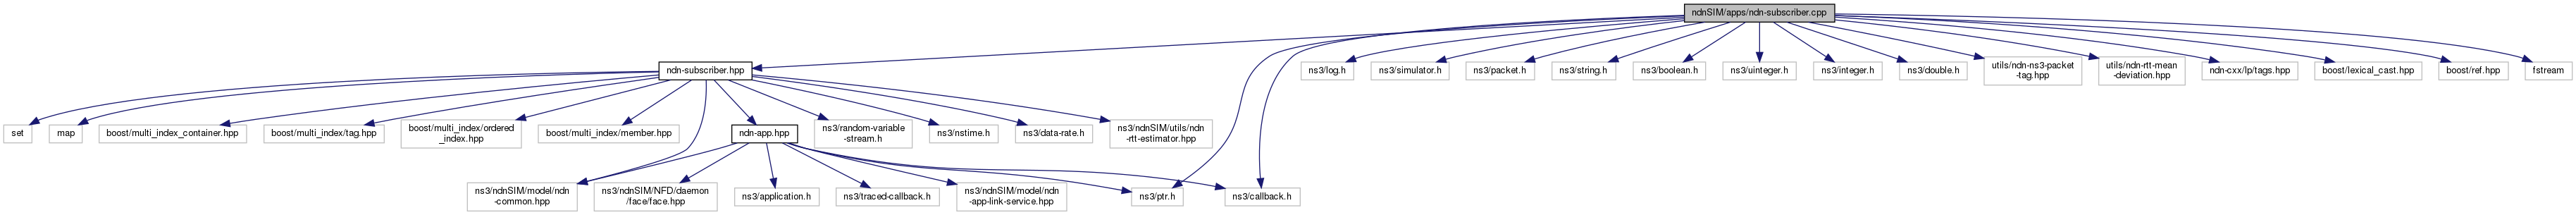 ndnSIM/apps/ndn-subscriber.cpp
ndn-subscriber.hpp
ns3/log.h
ns3/simulator.h
ns3/packet.h
ns3/string.h
ns3/boolean.h
ns3/uinteger.h
ns3/integer.h
ns3/double.h
utils/ndn-ns3-packet
-tag.hpp
utils/ndn-rtt-mean
-deviation.hpp
ndn-cxx/lp/tags.hpp
boost/lexical_cast.hpp
boost/ref.hpp
fstream
set
map
boost/multi_index_container.hpp
boost/multi_index/tag.hpp
boost/multi_index/ordered
_index.hpp
boost/multi_index/member.hpp
ndn-app.hpp
ns3/random-variable
-stream.h
ns3/nstime.h
ns3/data-rate.h
ns3/ndnSIM/utils/ndn
-rtt-estimator.hpp
ns3/ndnSIM/model/ndn
-common.hpp
ns3/ndnSIM/NFD/daemon
/face/face.hpp
ns3/application.h
ns3/traced-callback.h
ns3/ndnSIM/model/ndn
-app-link-service.hpp
ns3/ptr.h
ns3/callback.h